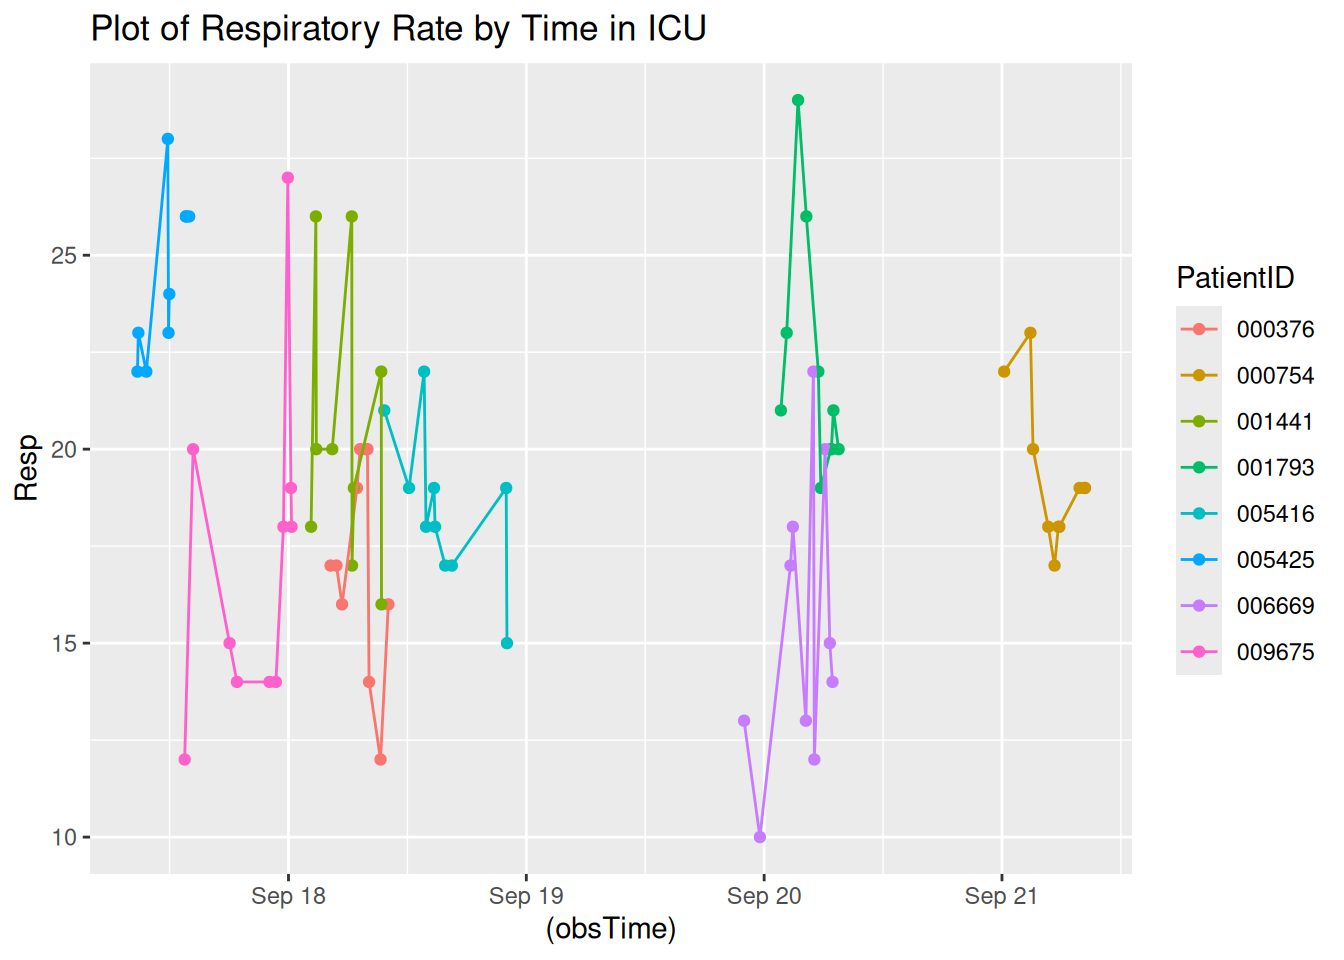 Plot of Respiratory Rate by Time in ICU
Resp
25
20
15
10
Sep 18
Sep 19
Sep 20
Sep 21
(obsTime)
PatientID
000376
000754
001441
001793
005416
005425
006669
009675